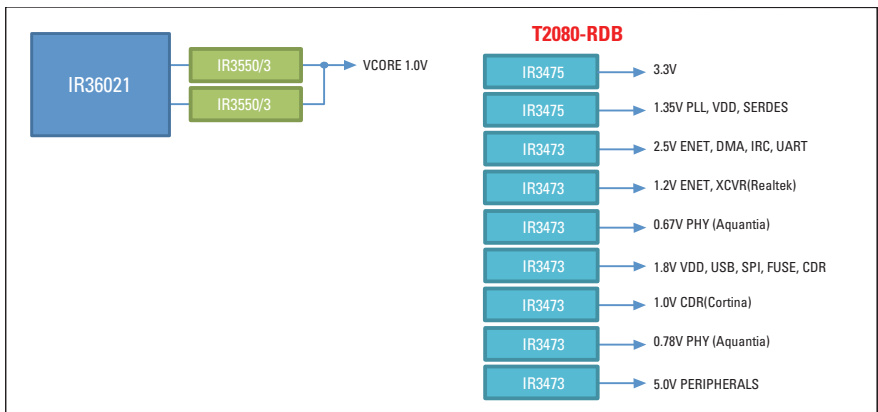 T2080-RDB
IR36021
IR3550/3
IR3550/3
VCORE 1.0V
IR3475
3.3V
IR3475
1.35V PLL, VDD, SERDES
IR3473
2.5V ENET, DMA, IRC, UART
IR3473
1.2V ENET, XCVR(Realtek)
IR3473
0.67V PHY (Aquantia)
IR3473
1.8V VDD, USB, SPI, FUSE, CDR
IR3473
1.0V CDR(Cortina)
IR3473
0.78V PHY (Aquantia)
IR3473
5.0V PERIPHERALS